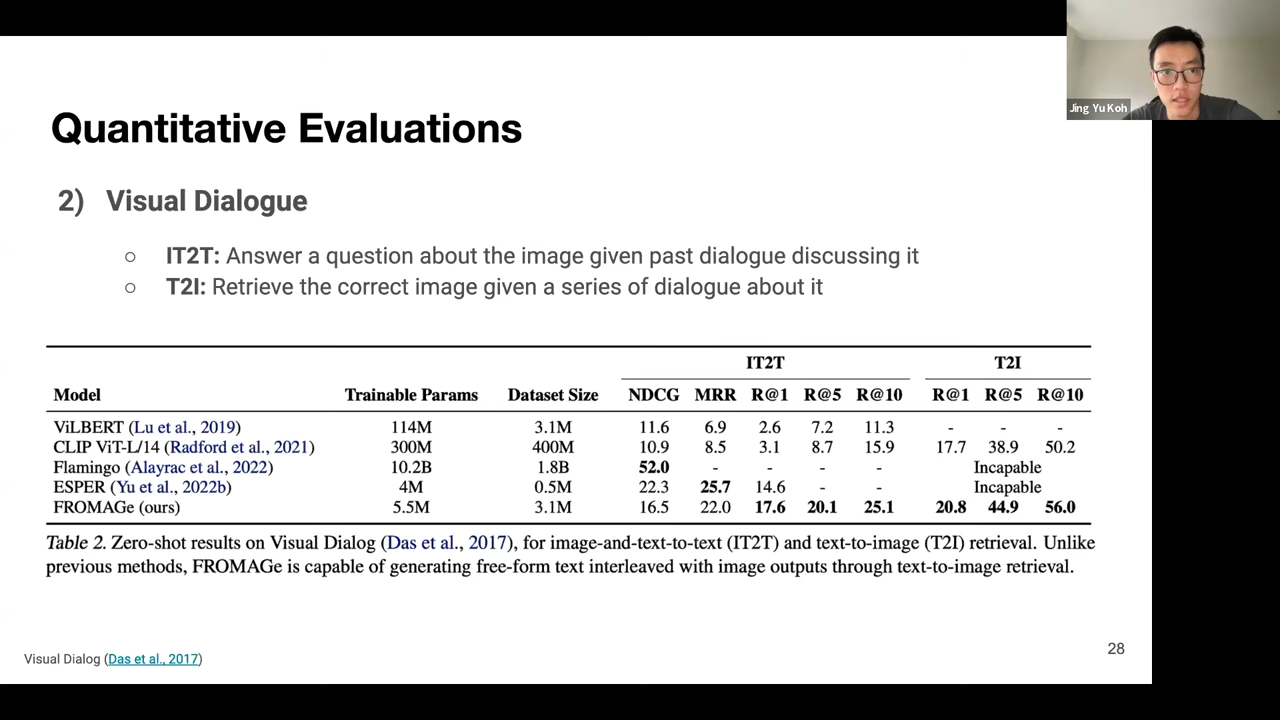 Jing Yu Koh
Quantitative Evaluations
2) Visual Dialogue
○ IT2T: Answer a question about the image given past dialogue discussing it
○ T2I: Retrieve the correct image given a series of dialogue about it
IT2T T2I
Model Trainable Params Dataset Size NDCG MRR R@1 R@5 R@10 R@1 R@5 R@10
ViLBERT (Lu et al., 2019) 114M 3.1M 11.6 6.9 2.6 7.2 11.3 - - -
CLIP ViT-L/14 (Radford et al., 2021) 300M 400M 10.9 8.5 3.1 8.7 15.9 17.7 38.9 50.2
Flamingo (Alayrac et al., 2022) 10.2B 1.8B 52.0 - - - - Incapable
ESPER (Yu et al., 2022b) 4M 0.5M 22.3 25.7 14.6 - - Incapable
FROMAGe (ours) 5.5M 3.1M 16.5 22.0 17.6 20.1 25.1 20.8 44.9 56.0
Table 2. Zero-shot results on Visual Dialog (Das et al., 2017), for image-and-text-to-text (IT2T) and text-to-image (T2I) retrieval. Unlike
previous methods, FROMAGe is capable of generating free-form text interleaved with image outputs through text-to-image retrieval.
28
Visual Dialog (Das et al., 2017)